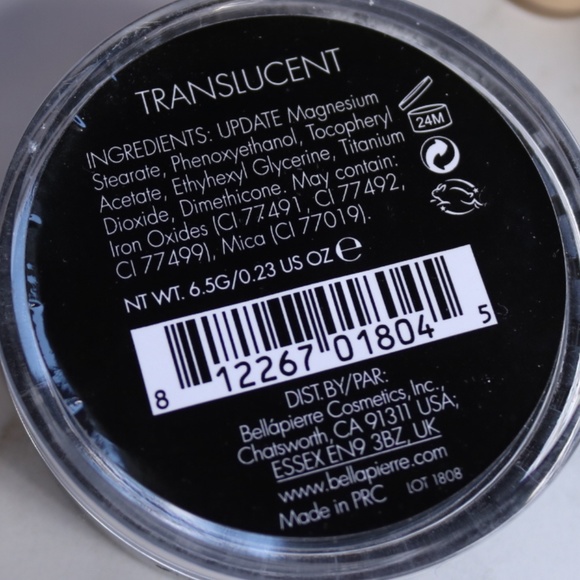 TRANSLUCENT
INGREDIENTS: UPDATE Magnesium
Stearate, Phenoxyethanol, Tocopheryl
Acetate, Ethyhexyl Glycerine, Titanium
Dioxide, Dimethicone. May contain:
Iron Oxides (CI 77491, CI 77492,
CI 77499), Mica (CI 77019).
24M
NT WT. 6.5G/0.23 US OZ ℮
8 12267 01804 5
DIST. BY/PAR:
Bellápierre Cosmetics, Inc.,
Chatsworth, CA 91311 USA;
ESSEX EN9 3BZ, UK
www.bellapierre.com
Made in PRC LOT 1808